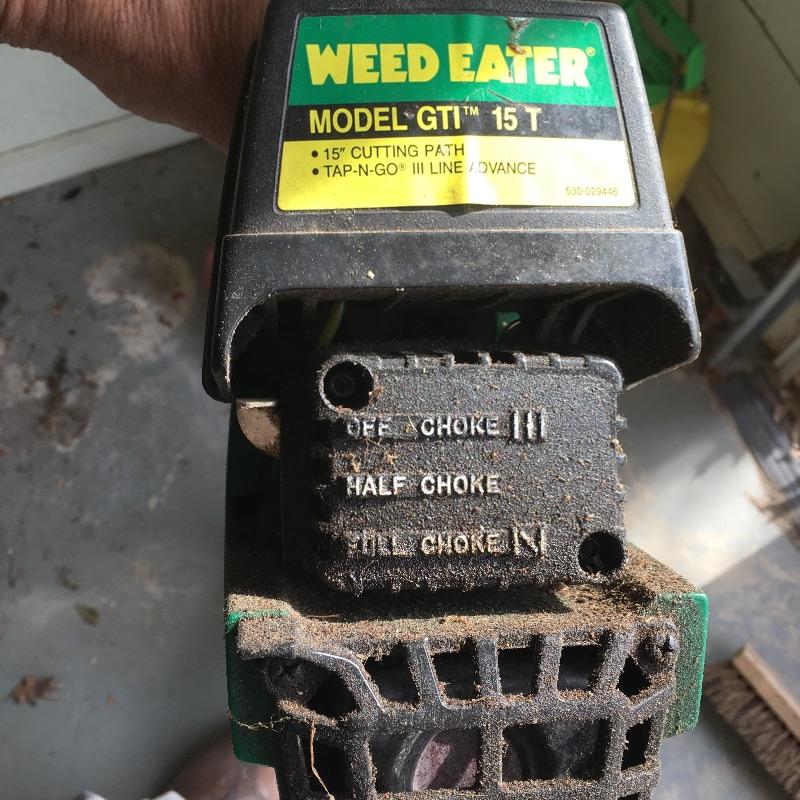 WEED EATER®
MODEL GTI™ 15 T
• 15" CUTTING PATH
• TAP-N-GO® III LINE ADVANCE
530-029446
OFF CHOKE
HALF CHOKE
FULL CHOKE